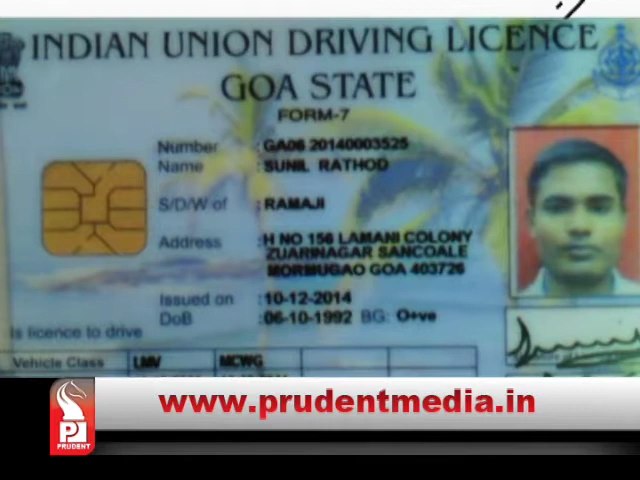 INDIAN UNION DRIVING LICENCE
GOA STATE
FORM-7
Number : GA06 20140003525
Name : SUNIL RATHOD
S/D/W of : RAMAJI
Address : H NO 156 LAMANI COLONY
ZUARINAGAR SANCOALE
MORMUGAO GOA 403726
Issued on : 10-12-2014
DoB : 06-10-1992 BG: O+ve
Is licence to drive
Vehicle Class LMV MCWG
www.prudentmedia.in
PRUDENT